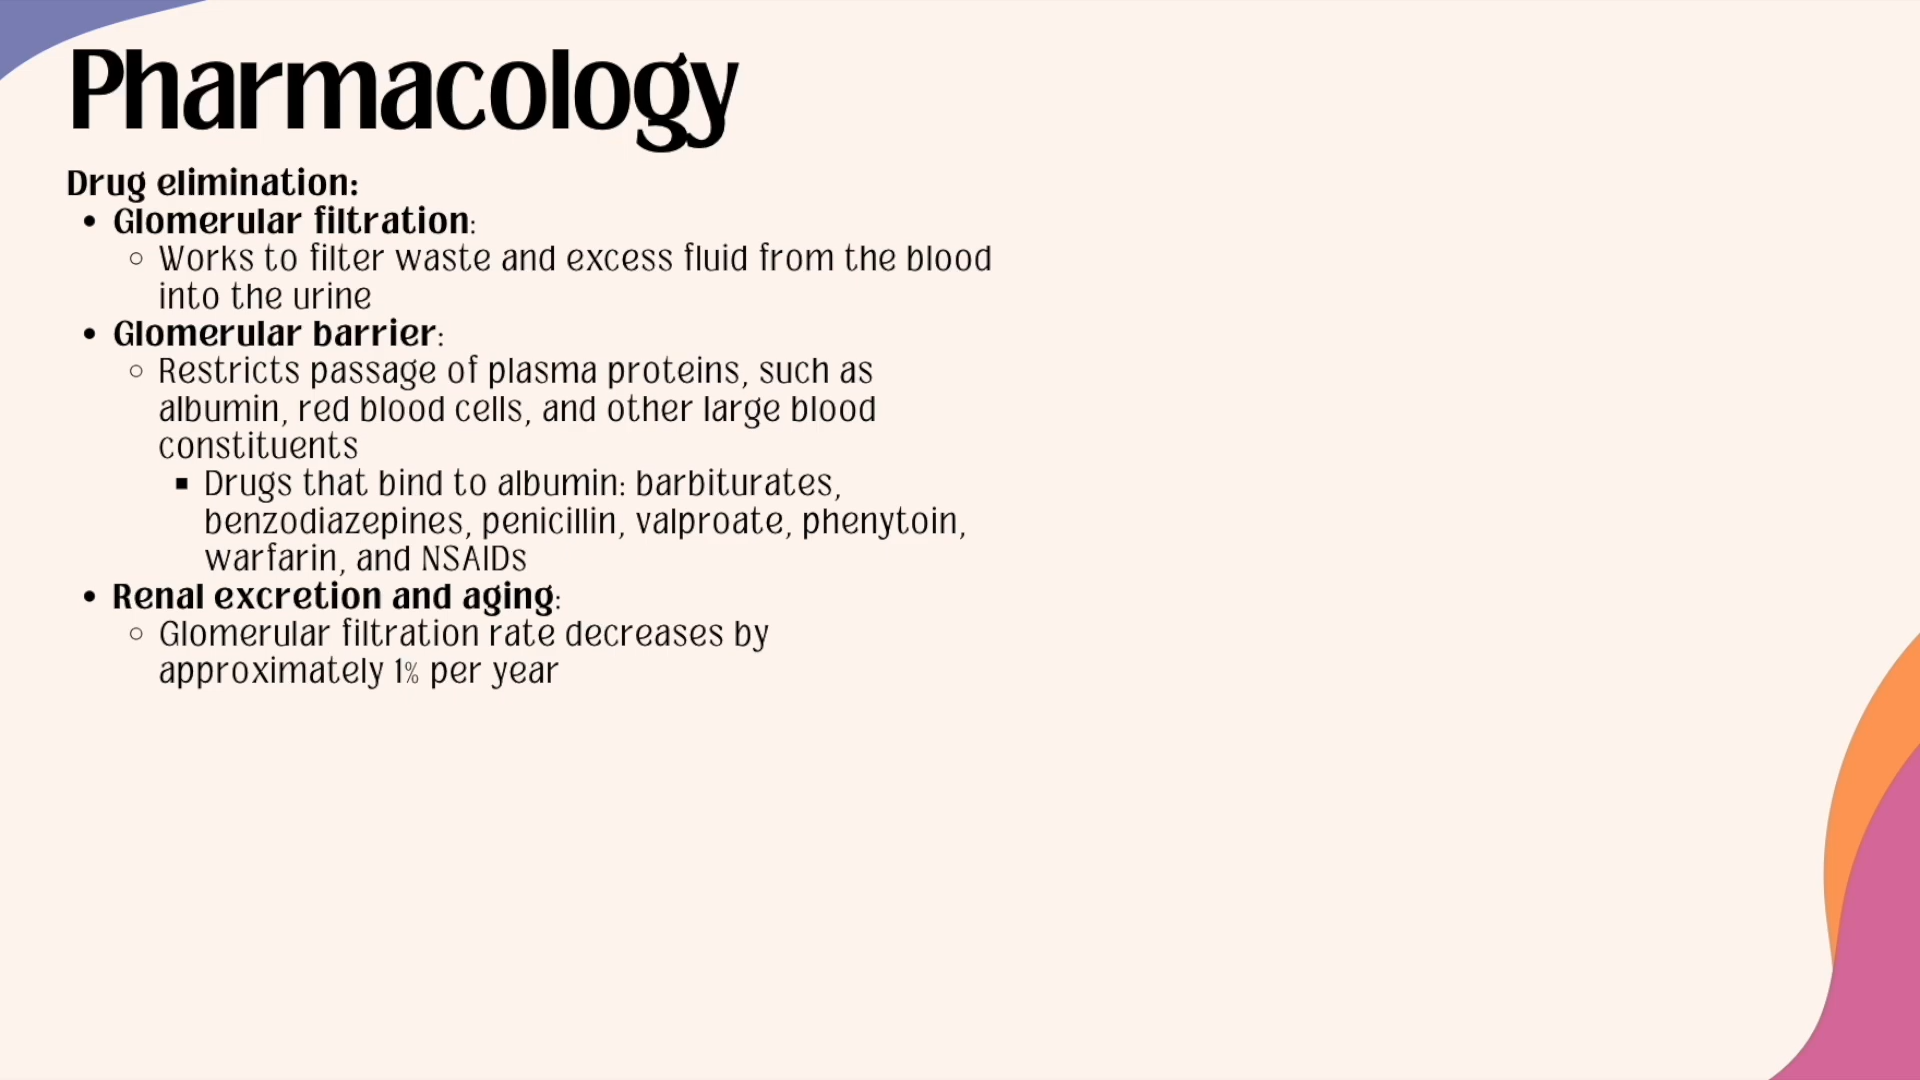 Pharmacology
Drug elimination:
• Glomerular filtration:
○ Works to filter waste and excess fluid from the blood
into the urine
• Glomerular barrier:
○ Restricts passage of plasma proteins, such as
albumin, red blood cells, and other large blood
constituents
▪ Drugs that bind to albumin: barbiturates,
benzodiazepines, penicillin, valproate, phenytoin,
warfarin, and NSAIDs
• Renal excretion and aging:
○ Glomerular filtration rate decreases by
approximately 1% per year